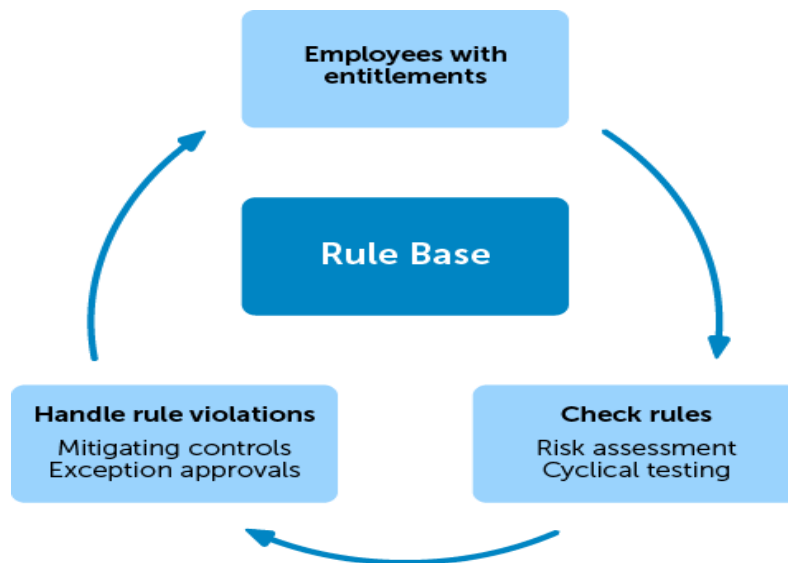 Employees with
entitlements
Rule Base
Handle rule violations
Mitigating controls
Exception approvals
Check rules
Risk assessment
Cyclical testing